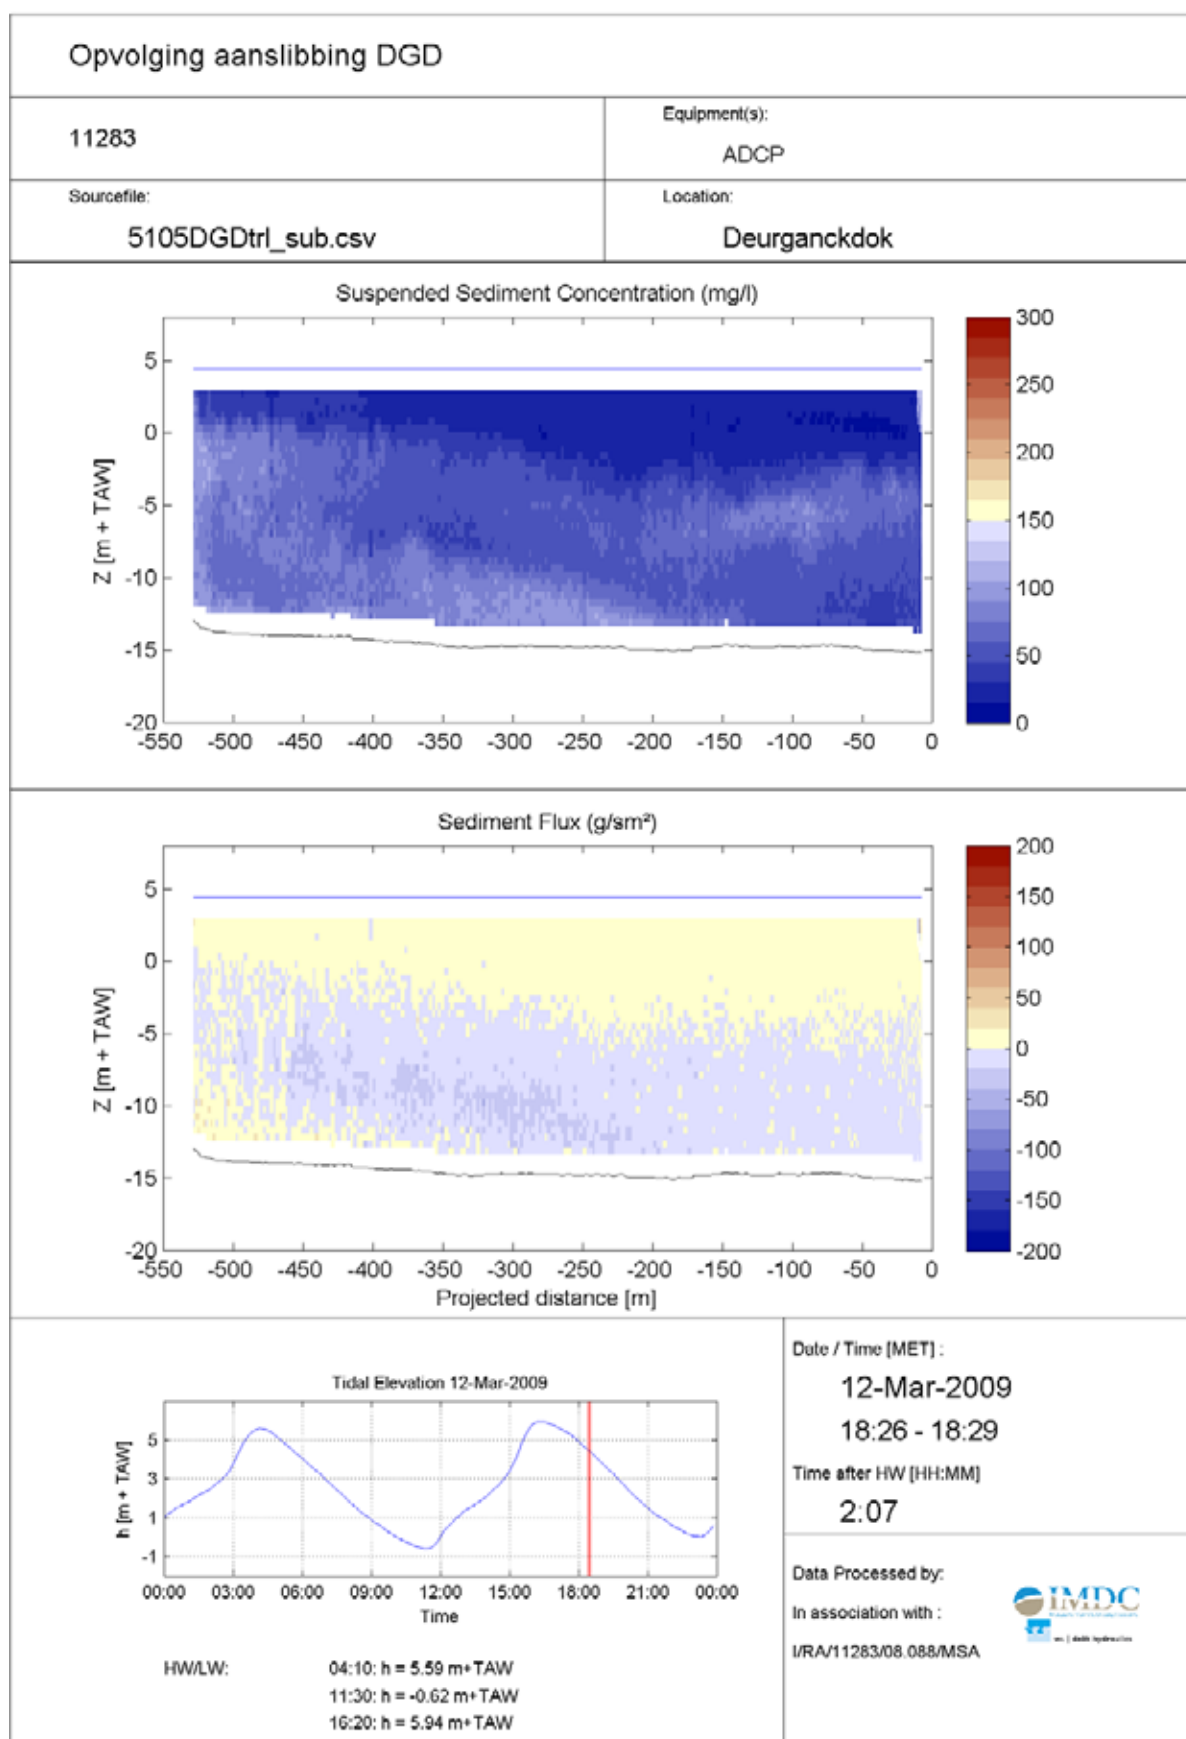 Opvolging aanslibbing DGD
11283
Equipment(s):
ADCP
Sourcefile:
5105DGDtrl_sub.csv
Location:
Deurganckdok
Suspended Sediment Concentration (mg/l)
Z [m + TAW]
5
0
-5
-10
-15
-20
-550 -500 -450 -400 -350 -300 -250 -200 -150 -100 -50 0
300
250
200
150
100
50
0
Sediment Flux (g/sm²)
Z [m + TAW]
5
0
-5
-10
-15
-20
-550 -500 -450 -400 -350 -300 -250 -200 -150 -100 -50 0
Projected distance [m]
200
150
100
50
0
-50
-100
-150
-200
Tidal Elevation 12-Mar-2009
h [m + TAW]
5
3
1
-1
00:00 03:00 06:00 09:00 12:00 15:00 18:00 21:00 00:00
Time
HW/LW:
04:10: h = 5.59 m+TAW
11:30: h = -0.62 m+TAW
16:20: h = 5.94 m+TAW
Date / Time [MET] :
12-Mar-2009
18:26 - 18:29
Time after HW [HH:MM]
2:07
Data Processed by:
IMDC
In association with :
wl | delft hydraulics
I/RA/11283/08.088/MSA